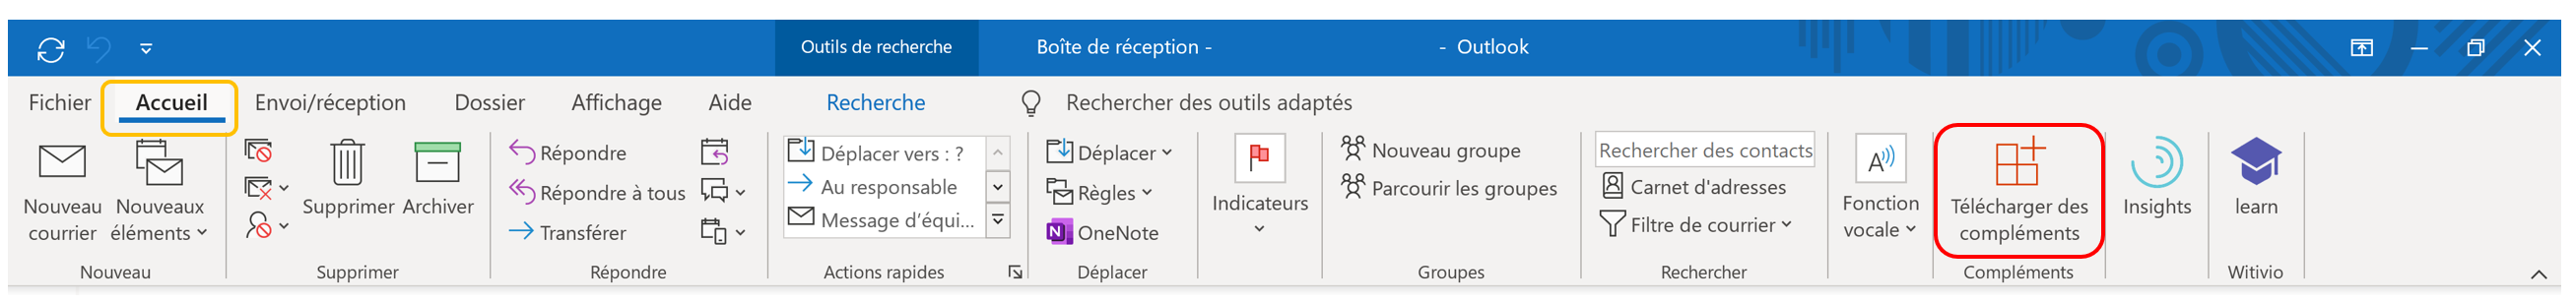 Outils de recherche
Boîte de réception -
- Outlook
Fichier
Accueil
Envoi/réception
Dossier
Affichage
Aide
Recherche
Rechercher des outils adaptés
Nouveau
courrier
Nouveaux
éléments
Nouveau
Supprimer
Archiver
Supprimer
Répondre
Répondre à tous
Transférer
Répondre
Déplacer vers : ?
Au responsable
Message d'équi...
Actions rapides
Déplacer
Règles
N OneNote
Déplacer
Indicateurs
Nouveau groupe
Parcourir les groupes
Groupes
Rechercher des contacts
Carnet d'adresses
Filtre de courrier
Rechercher
A
Fonction
vocale
Télécharger des
compléments
Compléments
Insights
learn
Witivio